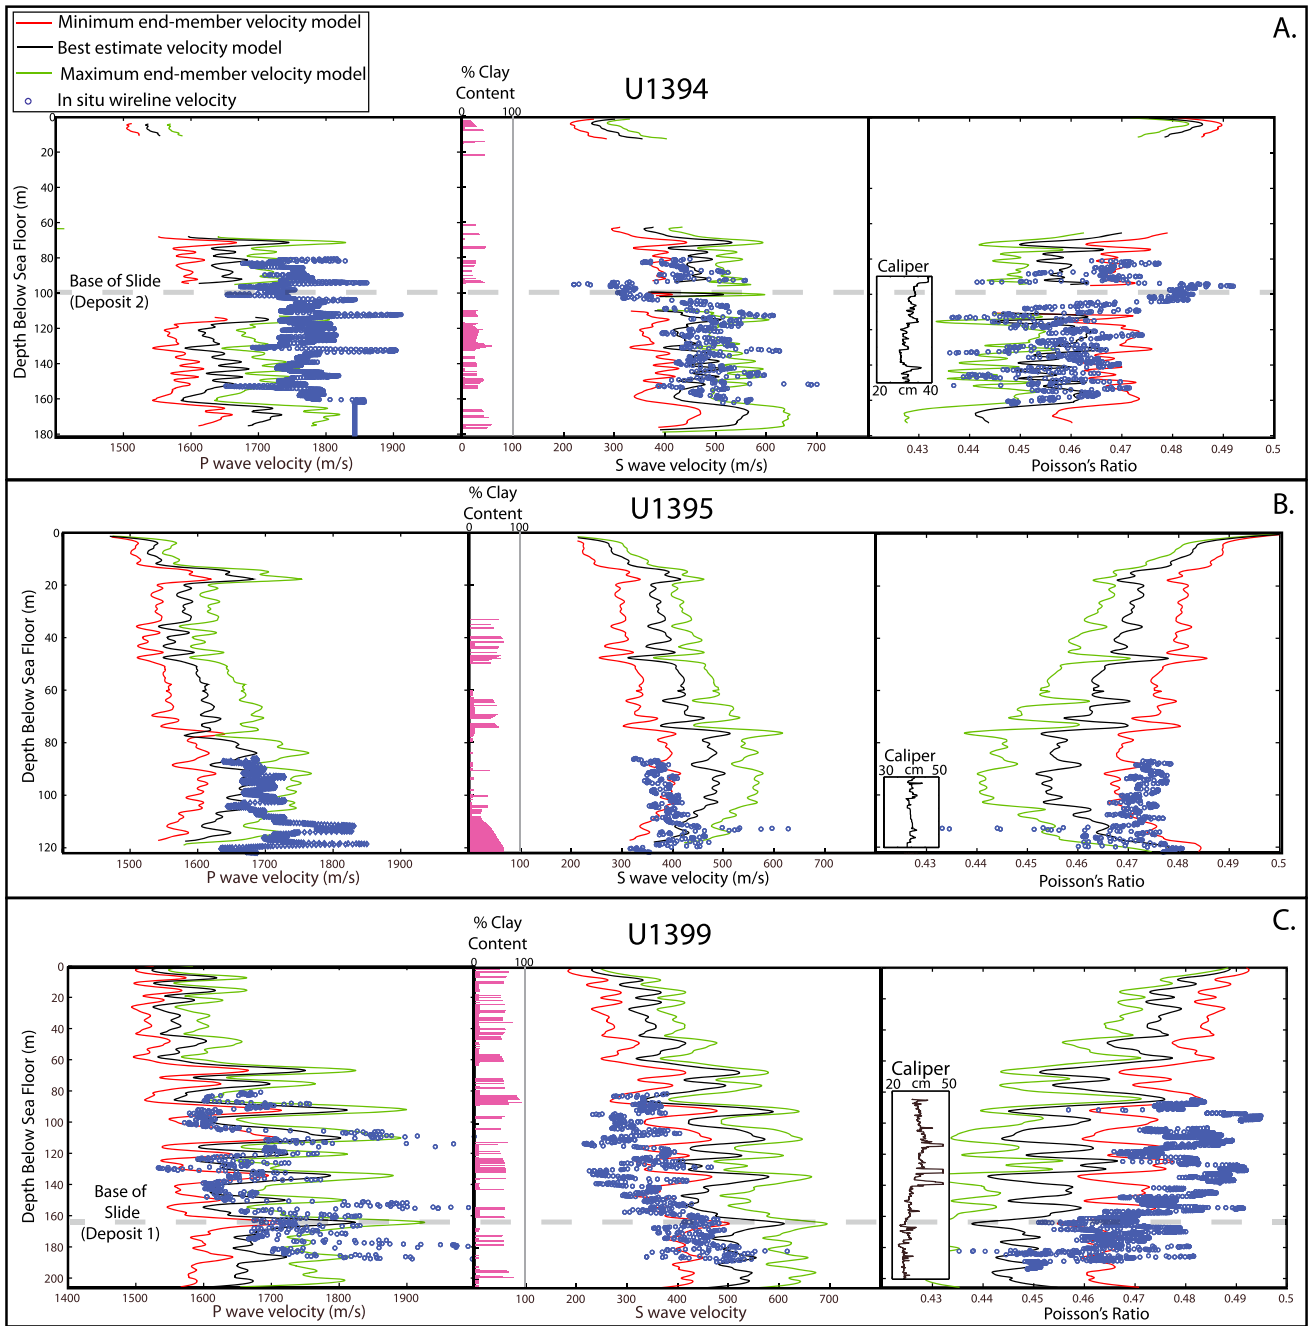 Minimum end-member velocity model
Best estimate velocity model
Maximum end-member velocity model
In situ wireline velocity
A.
U1394
% Clay
Content
0 100
Depth Below Sea Floor (m)
0
20
40
60
80
100
120
140
160
180
Base of Slide
(Deposit 2)
Caliper
20 cm 40
1500 1600 1700 1800 1900
0 100
200 300 400 500 600 700
0.43 0.44 0.45 0.46 0.47 0.48 0.49 0.5
P wave velocity (m/s)
S wave velocity (m/s)
Poisson's Ratio
B.
U1395
% Clay
Content
0 100
Depth Below Sea Floor (m)
0
20
40
60
80
100
120
Caliper
30 cm 50
1500 1600 1700 1800 1900
100
200 300 400 500 600 700
0.43 0.44 0.45 0.46 0.47 0.48 0.49 0.5
P wave velocity (m/s)
S wave velocity (m/s)
Poisson's Ratio
C.
U1399
% Clay
Content
0 100
Depth Below Sea Floor (m)
0
20
40
60
80
100
120
140
160
180
200
Base of
Slide
(Deposit 1)
Caliper
20 cm 50
1400 1500 1600 1700 1800 1900
100 200 300 400 500 600 700
0.43 0.44 0.45 0.46 0.47 0.48 0.49 0.5
P wave velocity (m/s)
S wave velocity
Poisson's Ratio